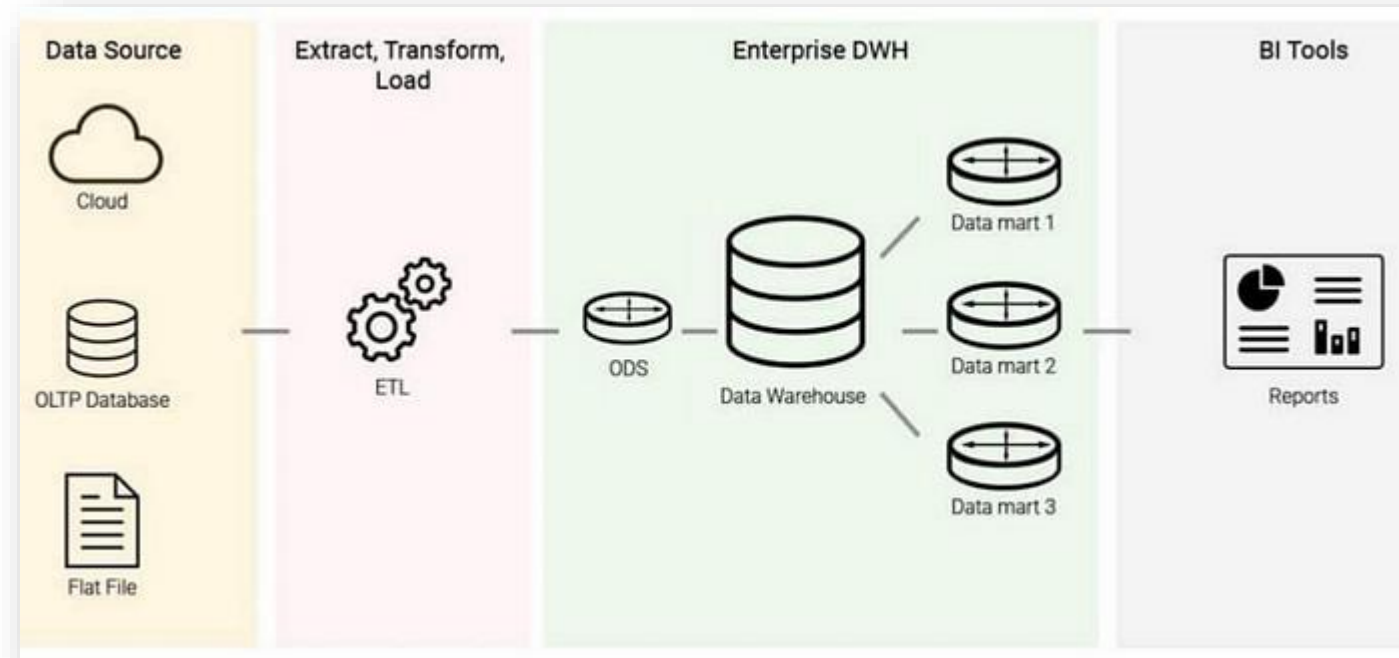 Data Source
Cloud
OLTP Database
Flat File
Extract, Transform,
Load
ETL
Enterprise DWH
ODS
Data Warehouse
Data mart 1
Data mart 2
Data mart 3
BI Tools
Reports